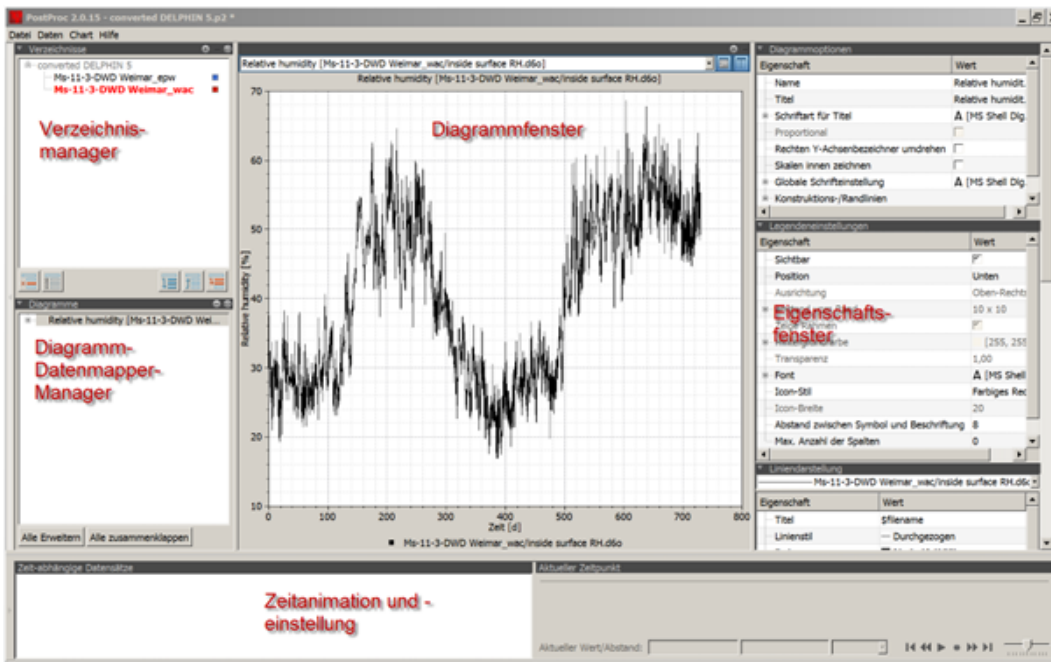 PostProc 2.0.15 - converted DELPHIN 5.p2 *
Datei Daten Chart Hilfe
Verzeichnisse
converted DELPHIN 5
Ms-11-3-DWD Weimar_epw
Ms-11-3-DWD Weimar_wac
Verzeichnis-
manager
Diagramme
Relative humidity [Ms-11-3-DWD Wei...
Diagramm-
Datenmapper-
Manager
Alle Erweitern Alle zusammenklappen
Relative humidity [Ms-11-3-DWD Weimar_wac/inside surface RH.d6o]
Relative humidity [Ms-11-3-DWD Weimar_wac/inside surface RH.d6o]
Diagrammfenster
Relative humidity [%]
70
60
50
40
30
20
10
0 100 200 300 400 500 600 700 800
Zeit [d]
Ms-11-3-DWD Weimar_wac/inside surface RH.d6o
Diagrammoptionen
Eigenschaft Wert
Name Relative humidit.
Titel Relative humidit.
Schriftart für Titel A [MS Shell Dlg.
Proportional
Rechten Y-Achsenbezeichner umdrehen
Skalen innen zeichnen
Globale Schrifteinstellung A [MS Shell Dlg.
Konstruktions-/Randlinien
Legendeneinstellungen
Eigenschaft Wert
Sichtbar
Position Unten
Ausrichtung Oben-Rechts
10 x 10
Eigenschafts-
fenster
[255, 255
Transparenz 1,00
Font A [MS Shell
Icon-Stil Farbiges Rec
Icon-Breite 20
Abstand zwischen Symbol und Beschriftung 8
Max. Anzahl der Spalten 0
Liniendarstellung
Ms-11-3-DWD Weimar_wac/inside surface RH.d6o
Eigenschaft Wert
Titel $filename
Linienstil Durchgezogen
Zeit-abhängige Datensätze
Zeitanimation und -
einstellung
Aktueller Zeitpunkt
Aktueller Wert/Abstand: